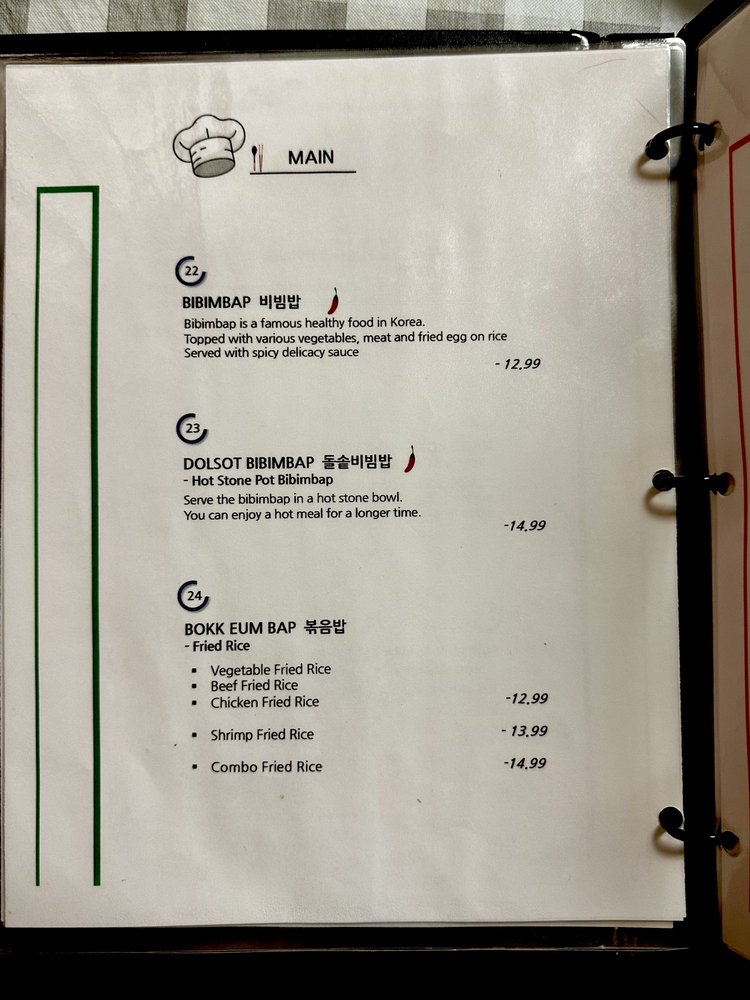 MAIN
22
BIBIMBAP 비빔밥
Bibimbap is a famous healthy food in Korea.
Topped with various vegetables, meat and fried egg on rice
Served with spicy delicacy sauce
- 12.99
23
DOLSOT BIBIMBAP 돌솥비빔밥
- Hot Stone Pot Bibimbap
Serve the bibimbap in a hot stone bowl.
You can enjoy a hot meal for a longer time.
-14.99
24
BOKK EUM BAP 볶음밥
- Fried Rice
▪ Vegetable Fried Rice
▪ Beef Fried Rice
▪ Chicken Fried Rice -12.99
▪ Shrimp Fried Rice - 13.99
▪ Combo Fried Rice -14.99